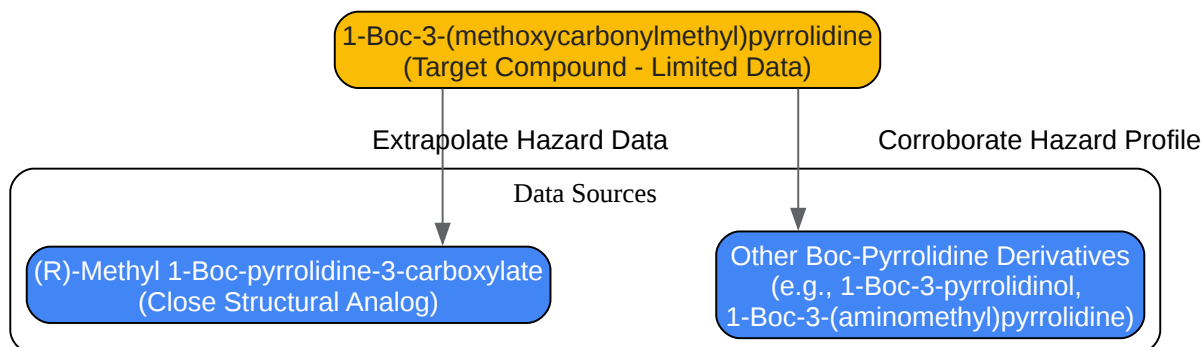 1-Boc-3-(methoxycarbonylmethyl)pyrrolidine
(Target Compound - Limited Data)
Extrapolate Hazard Data
Corroborate Hazard Profile
Data Sources
(R)-Methyl 1-Boc-pyrrolidine-3-carboxylate
(Close Structural Analog)
Other Boc-Pyrrolidine Derivatives
(e.g., 1-Boc-3-pyrrolidinol,
1-Boc-3-(aminomethyl)pyrrolidine)